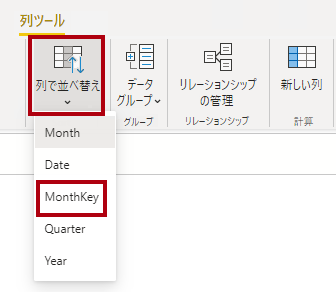 列ツール
列で並べ替え
データ
グループ
グループ
リレーションシップ
の管理
リレーションシップ
新しい列
計算
Month
Date
MonthKey
Quarter
Year